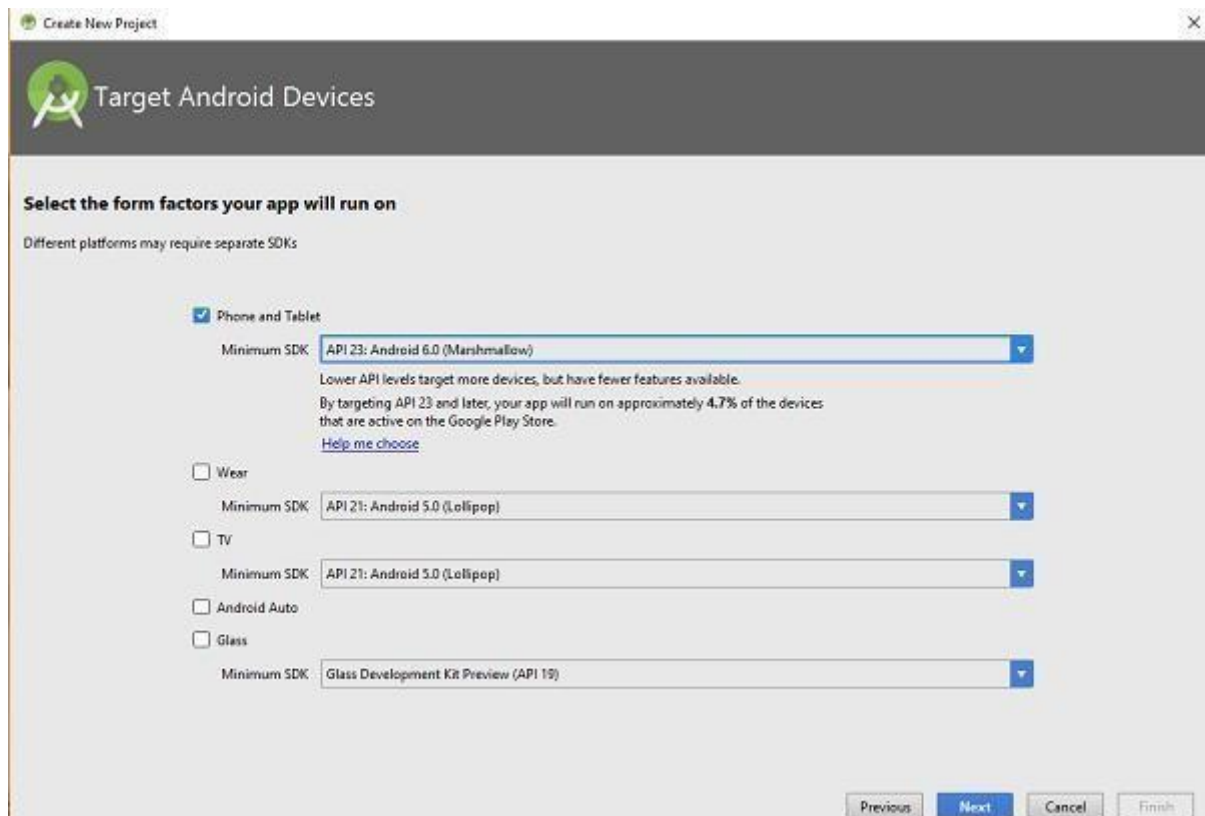 Create New Project
Target Android Devices
Select the form factors your app will run on
Different platforms may require separate SDKs
Phone and Tablet
Minimum SDK API 23: Android 6.0 (Marshmallow)
Lower API levels target more devices, but have fewer features available.
By targeting API 23 and later, your app will run on approximately 4.7% of the devices
that are active on the Google Play Store.
Help me choose
Wear
Minimum SDK API 21: Android 5.0 (Lollipop)
TV
Minimum SDK API 21: Android 5.0 (Lollipop)
Android Auto
Glass
Minimum SDK Glass Development Kit Preview (API 19)
Previous Next Cancel Finish